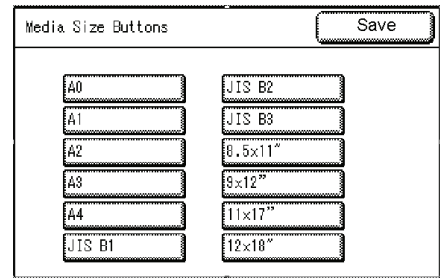 Media Size Buttons
Save
A0
A1
A2
A3
A4
JIS B1
JIS B2
JIS B3
8.5x11"
9x12"
11x17"
12x18"